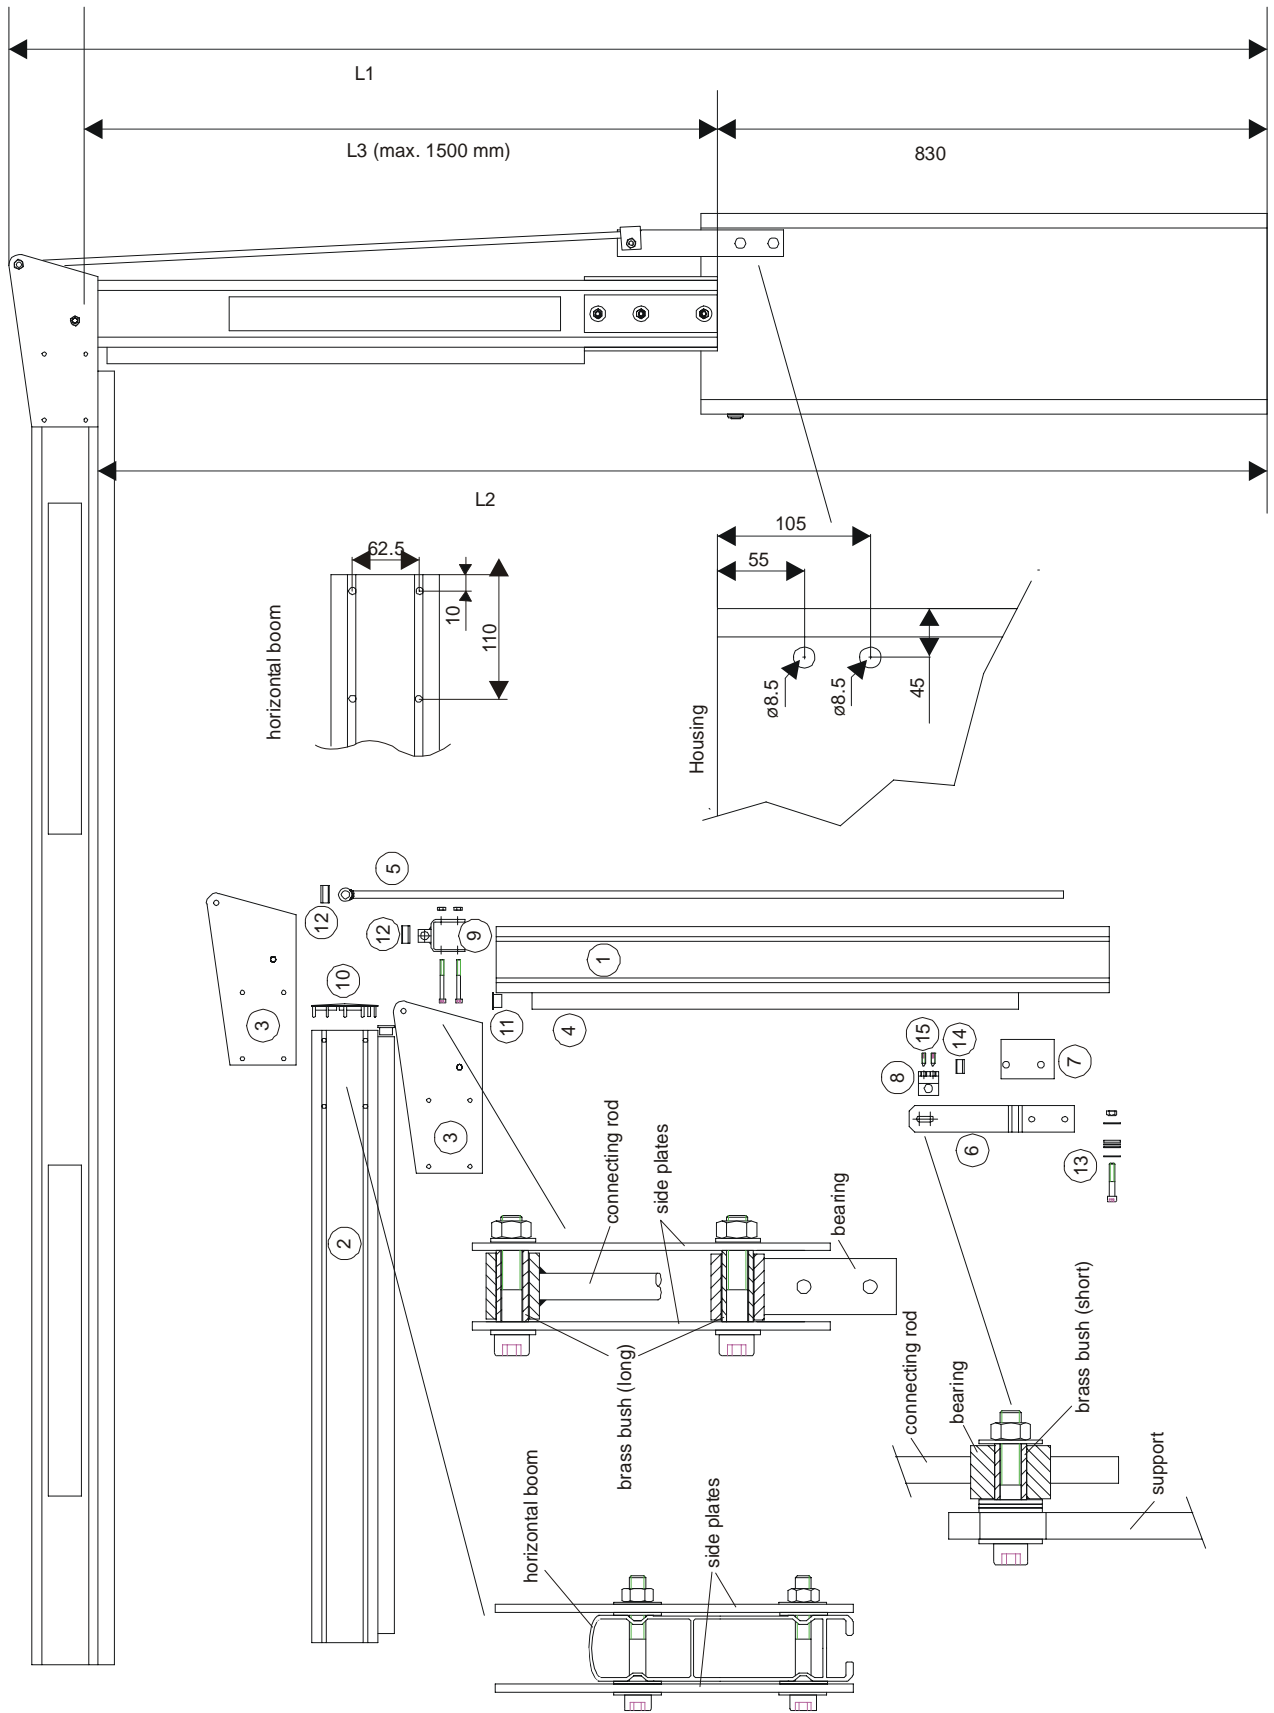 L1
L3 (max. 1500 mm)
830
L2
62.5
10
110
horizontal boom
105
55
ø8.5
ø8.5
45
Housing
5
12
12
9
1
10
3
11
4
15
14
8
7
3
6
13
2
connecting rod
side plates
bearing
brass bush (long)
connecting rod
bearing
brass bush (short)
support
horizontal boom
side plates